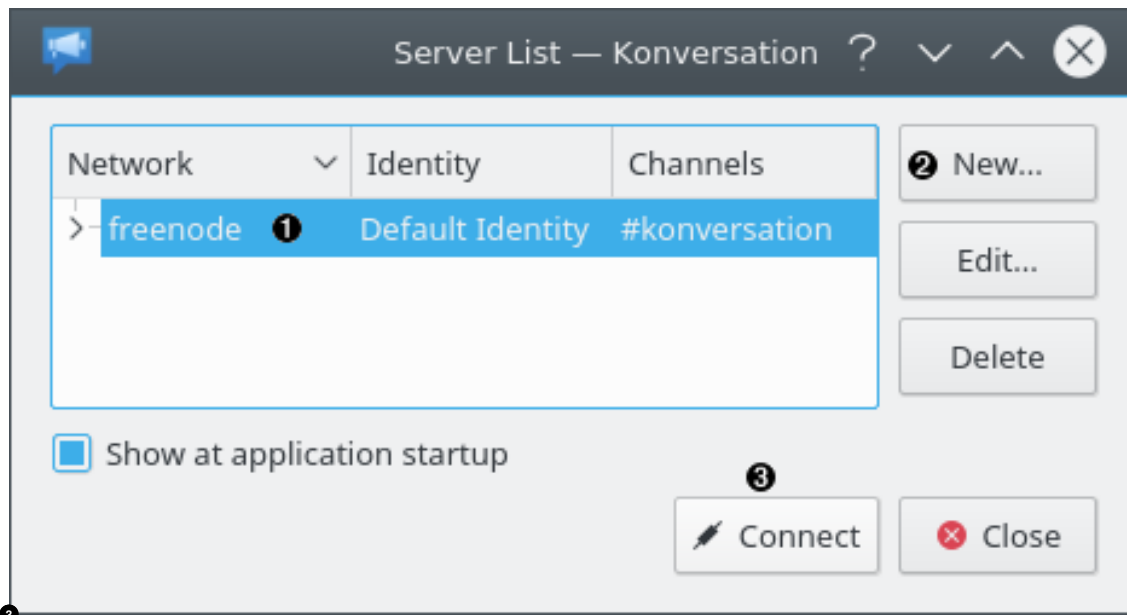 Server List — Konversation
Network Identity Channels
❷ New...
freenode ❶ Default Identity #konversation
Edit...
Delete
Show at application startup
❸
Connect
Close